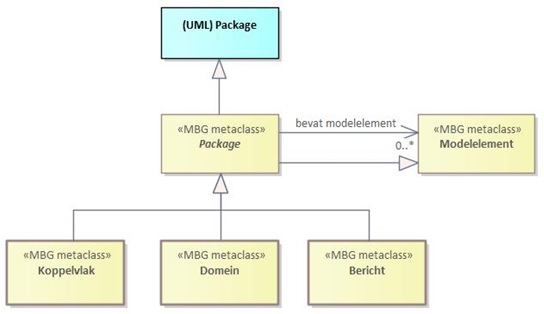 (UML) Package
bevat modelelement
«MBG metaclass»
Package
«MBG metaclass»
Modelelement
0..*
«MBG metaclass»
Koppelvlak
«MBG metaclass»
Domein
«MBG metaclass»
Bericht